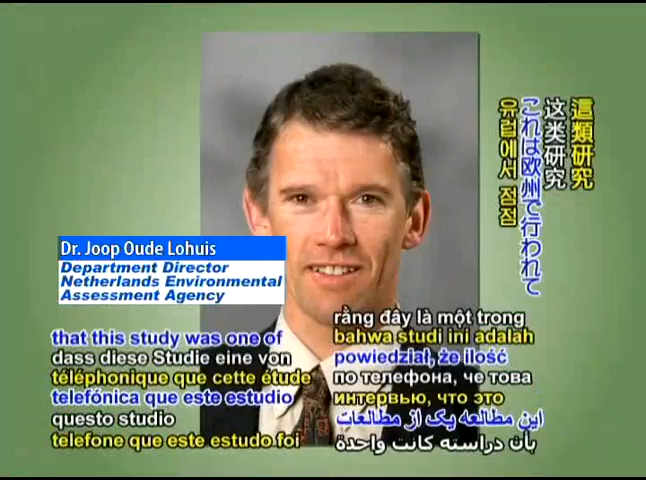 這類研究
这类研究
これは欧州で行われて
유럽에서 점점
Dr. Joop Oude Lohuis
Department Director
Netherlands Environmental
Assessment Agency
that this study was one of
dass diese Studie eine von
téléphonique que cette étude
telefónica que este estudio
questo studio
telefone que este estudo foi
rằng đây là một trong
bahwa studi ini adalah
powiedział, że ilość
по телефона, че това
интервью, что это
این مطالعه یک از مطالعات
بأن دراسته كانت واحدة